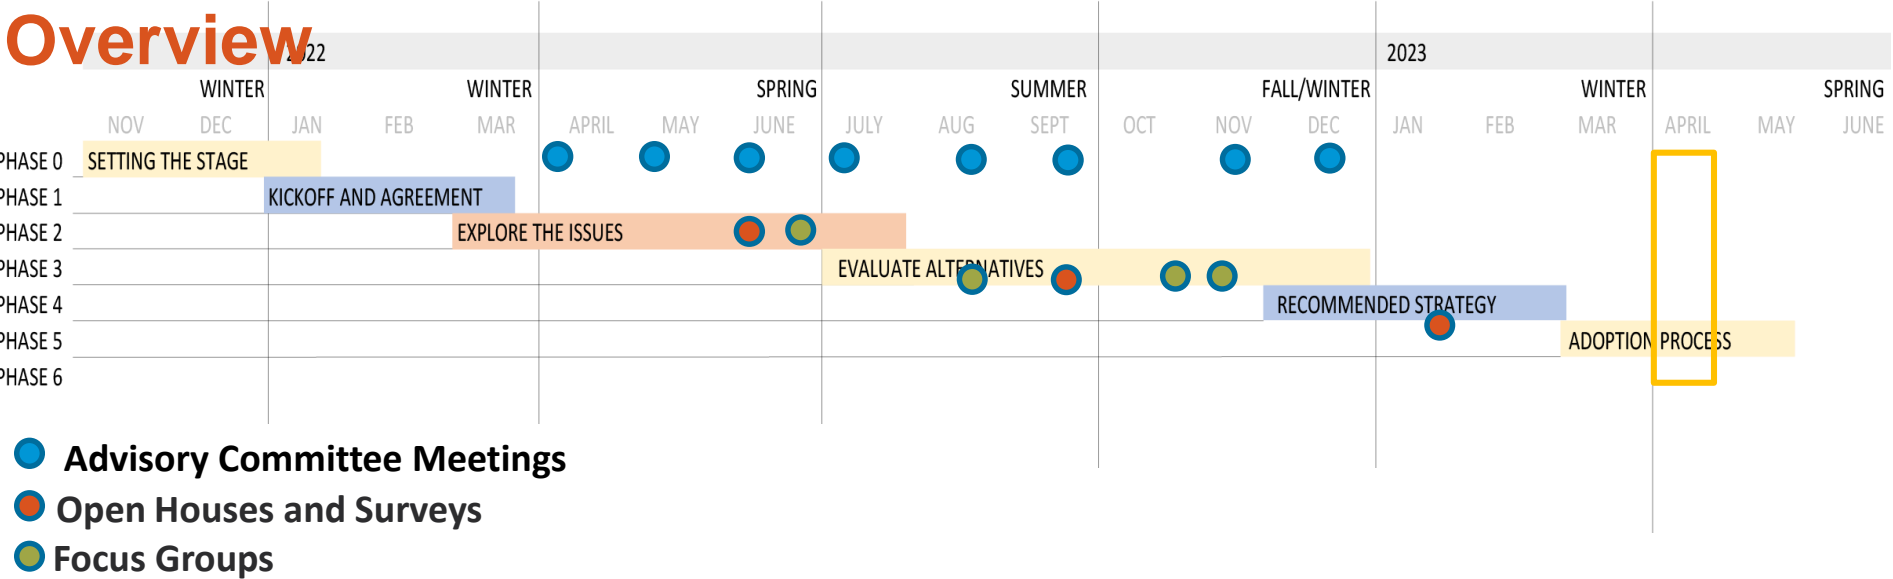 Overview
2022 2023
WINTER WINTER SPRING SUMMER FALL/WINTER WINTER SPRING
NOV DEC JAN FEB MAR APRIL MAY JUNE JULY AUG SEPT OCT NOV DEC JAN FEB MAR APRIL MAY JUNE
PHASE 0 SETTING THE STAGE
PHASE 1 KICKOFF AND AGREEMENT
PHASE 2 EXPLORE THE ISSUES
PHASE 3 EVALUATE ALTERNATIVES
PHASE 4 RECOMMENDED STRATEGY
PHASE 5 ADOPTION PROCESS
PHASE 6
Advisory Committee Meetings
Open Houses and Surveys
Focus Groups